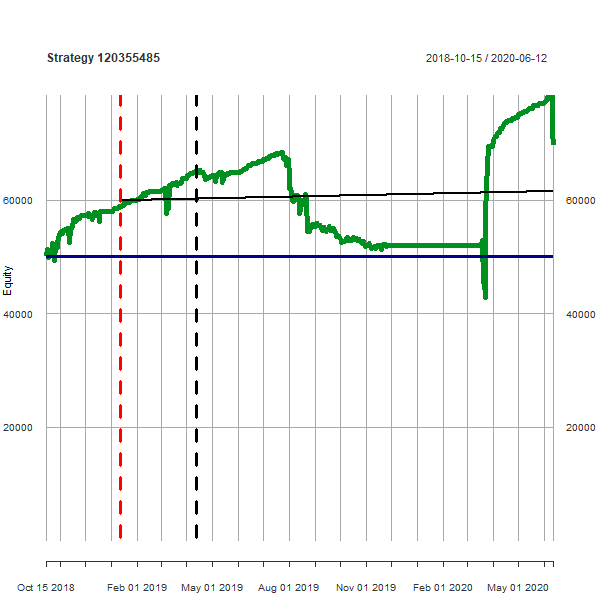 Strategy 120355485
2018-10-15 / 2020-06-12
60000
60000
Equity
40000
40000
20000
20000
Oct 15 2018
Feb 01 2019
May 01 2019
Aug 01 2019
Nov 01 2019
Feb 01 2020
May 01 2020